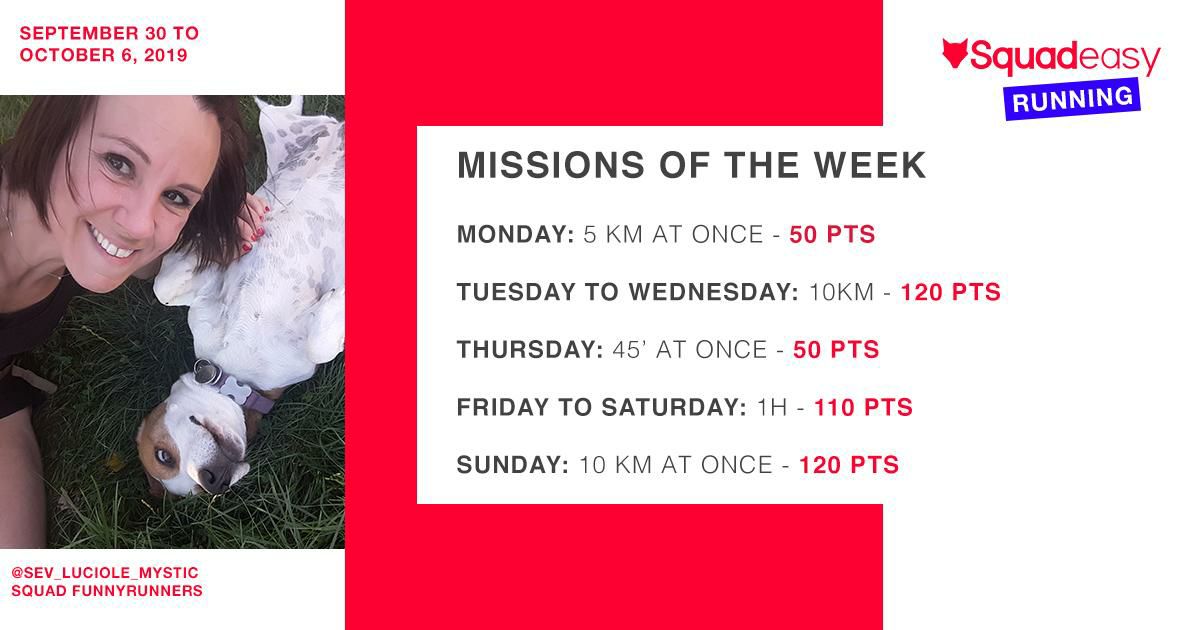 SEPTEMBER 30 TO
OCTOBER 6, 2019
Squadeasy
RUNNING
MISSIONS OF THE WEEK
MONDAY: 5 KM AT ONCE - 50 PTS
TUESDAY TO WEDNESDAY: 10KM - 120 PTS
THURSDAY: 45’ AT ONCE - 50 PTS
FRIDAY TO SATURDAY: 1H - 110 PTS
SUNDAY: 10 KM AT ONCE - 120 PTS
@SEV_LUCIOLE_MYSTIC
SQUAD FUNNYRUNNERS